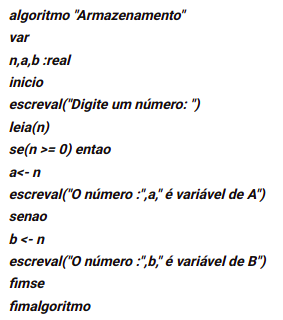 algoritmo "Armazenamento"
var
n,a,b :real
inicio
escreval("Digite um número: ")
leia(n)
se(n >= 0) entao
a<- n
escreval("O número :",a," é variável de A")
senao
b <- n
escreval("O número :",b," é variável de B")
fimse
fimalgoritmo